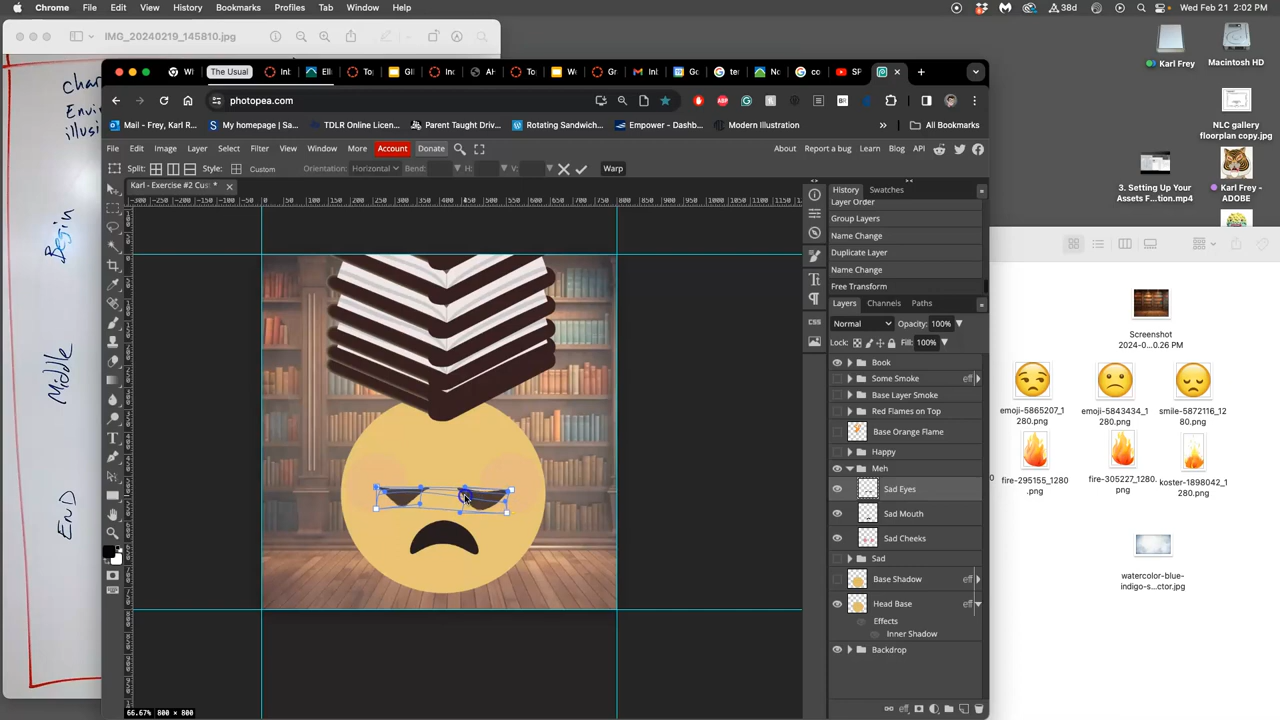 Chrome File Edit View History Bookmarks Profiles Tab Window Help
38d Wed Feb 21 2:02 PM
IMG_20240219_145810.jpg
The Usual
photopea.com
Mail - Frey, Karl R... My homepage | Sa... TDLR Online Licen... Parent Taught Driv... Rotating Sandwich... Empower - Dashb... Modern Illustration >> All Bookmarks
File Edit Image Layer Select Filter View Window More Account Donate
About Report a bug Learn Blog API
Split: Style: Custom Orientation: Horizontal Bend: H: V: Warp
Karl - Exercise #2 Cus *
History Swatches
Layer Order
Group Layers
Name Change
Duplicate Layer
Name Change
Free Transform
Layers Channels Paths
Normal Opacity: 100%
Lock: Fill: 100%
CSS
Book
Some Smoke eff
Base Layer Smoke
Red Flames on Top
Base Orange Flame
Happy
Meh
Sad Eyes
Sad Mouth
Sad Cheeks
Sad
Base Shadow eff
Head Base eff
Effects
Inner Shadow
Backdrop
66.67% 800 × 800
Begin
Middle
END
Karl Frey
Macintosh HD
NLC gallery
floorplan copy.jpg
3. Setting Up Your
Assets F...tion.mp4
Karl Frey -
ADOBE
Screenshot
2024-0...0.26 PM
emoji-5865207_1
280.png
emoji-5843434_1
280.png
smile-5872116_12
80.png
fire-295155_1280
.png
fire-305227_1280.
png
koster-1898042_1
280.png
watercolor-blue-
indigo-s...ctor.jpg